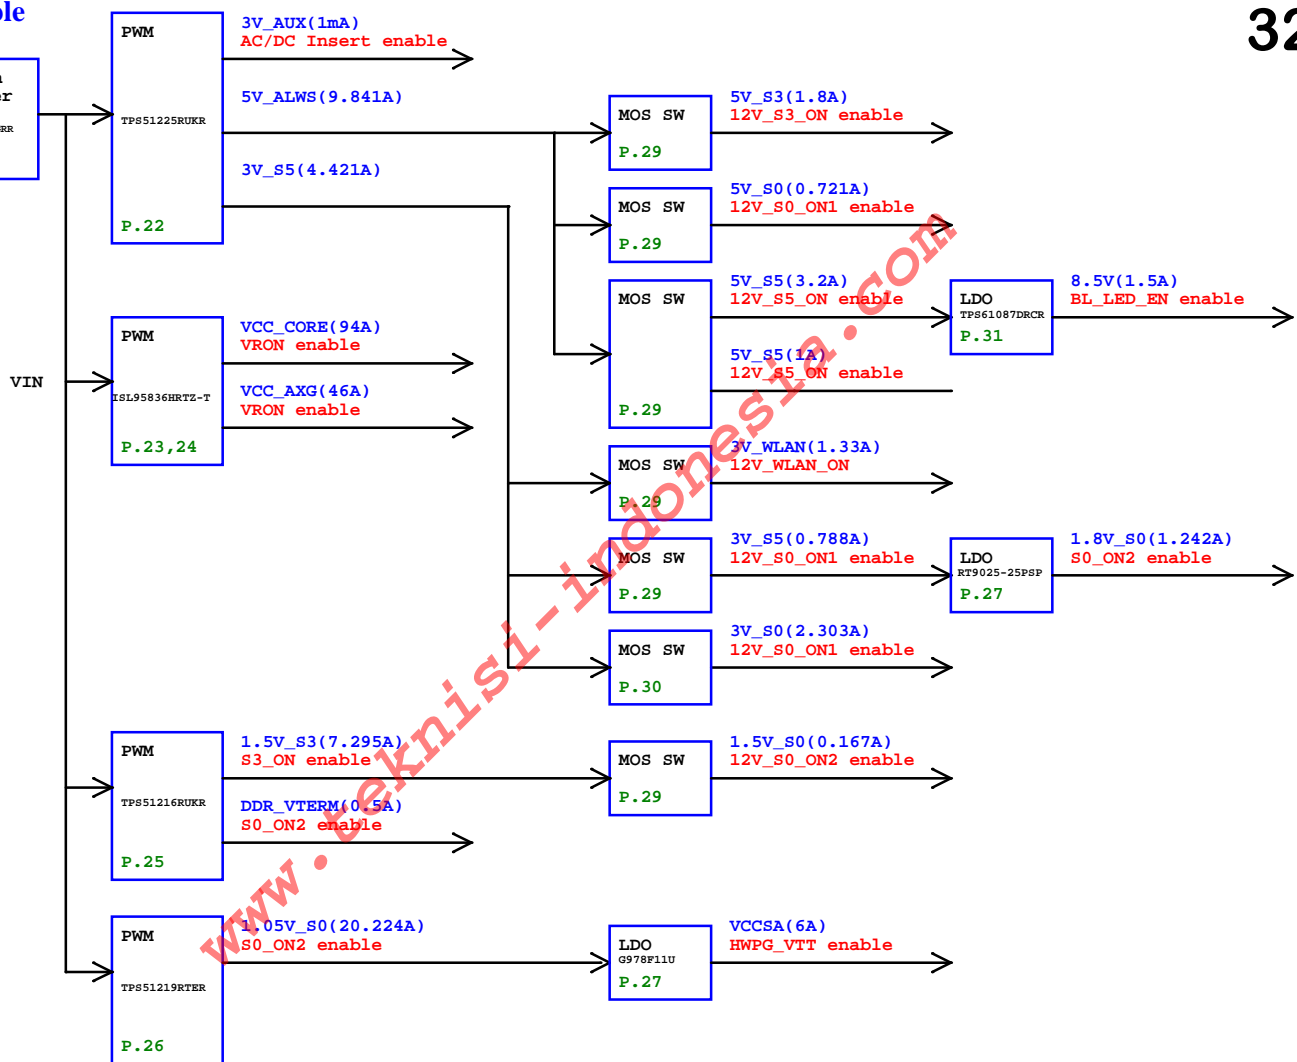 ole
32
PWM
TPS51225RUKR
P.22
3V_AUX(1mA)
AC/DC Insert enable
5V_ALWS(9.841A)
3V_S5(4.421A)
MOS SW
P.29
5V_S3(1.8A)
12V_S3_ON enable
MOS SW
P.29
5V_S0(0.721A)
12V_S0_ON1 enable
MOS SW
P.29
5V_S5(3.2A)
12V_S5_ON enable
5V_S5(1A)
12V_S5_ON enable
LDO
TPS61087DRCR
P.31
8.5V(1.5A)
BL_LED_EN enable
VIN
PWM
ISL95836HRTZ-T
P.23,24
VCC_CORE(94A)
VRON enable
VCC_AXG(46A)
VRON enable
MOS SW
P.29
3V_WLAN(1.33A)
12V_WLAN_ON
MOS SW
P.29
3V_S5(0.788A)
12V_S0_ON1 enable
LDO
RT9025-25PSP
P.27
1.8V_S0(1.242A)
S0_ON2 enable
MOS SW
P.30
3V_S0(2.303A)
12V_S0_ON1 enable
PWM
TPS51216RUKR
P.25
1.5V_S3(7.295A)
S3_ON enable
DDR_VTERM(0.5A)
S0_ON2 enable
MOS SW
P.29
1.5V_S0(0.167A)
12V_S0_ON2 enable
PWM
TPS51219RTER
P.26
1.05V_S0(20.224A)
S0_ON2 enable
LDO
G978F11U
P.27
VCCSA(6A)
HWPG_VTT enable
www.teknisi-indonesia.com